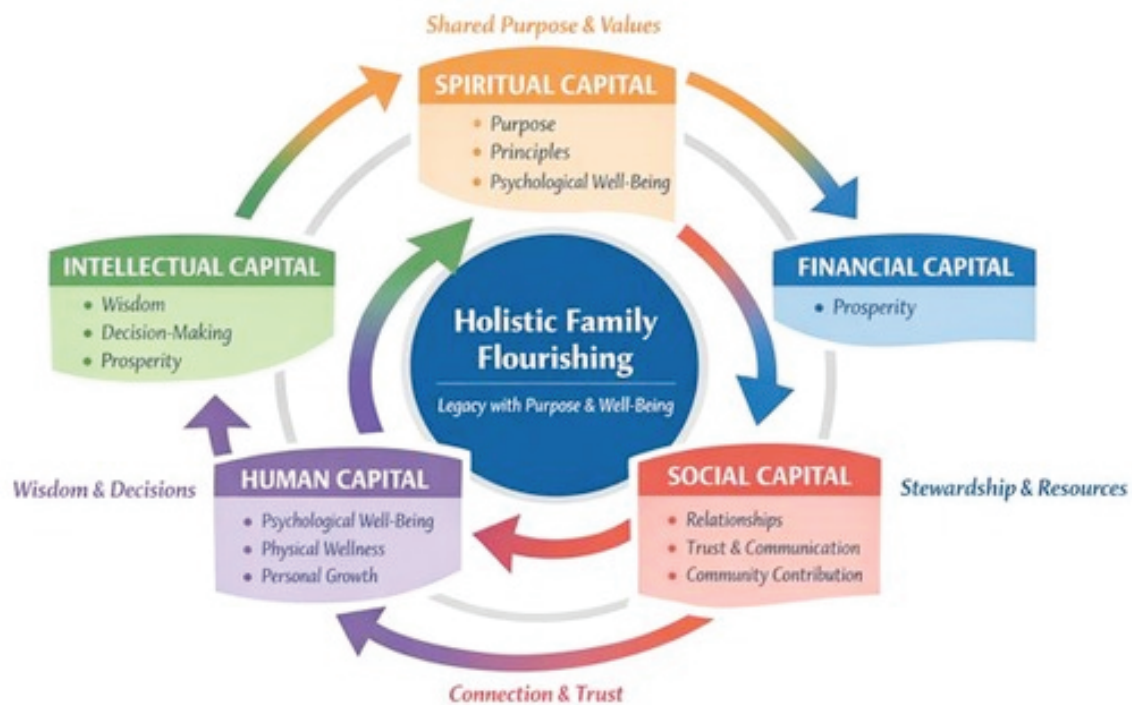 Shared Purpose & Values
SPIRITUAL CAPITAL
• Purpose
• Principles
• Psychological Well-Being
INTELLECTUAL CAPITAL
• Wisdom
• Decision-Making
• Prosperity
FINANCIAL CAPITAL
• Prosperity
Holistic Family
Flourishing
Legacy with Purpose & Well-Being
HUMAN CAPITAL
• Psychological Well-Being
• Physical Wellness
• Personal Growth
SOCIAL CAPITAL
• Relationships
• Trust & Communication
• Community Contribution
Wisdom & Decisions
Stewardship & Resources
Connection & Trust